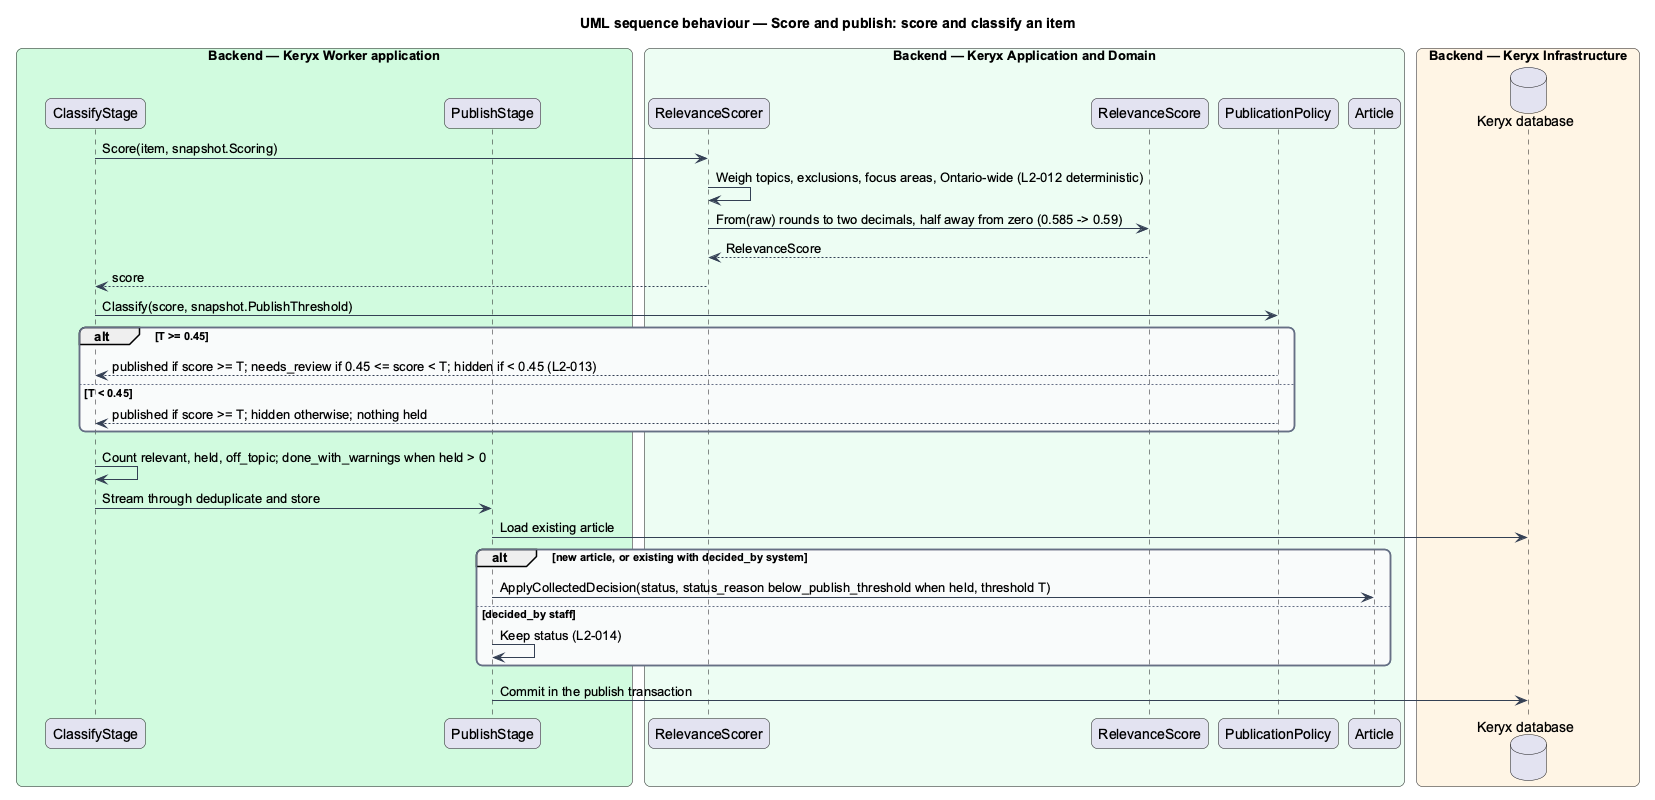 UML sequence behaviour — Score and publish: score and classify an item
Backend — Keryx Worker application
Backend — Keryx Application and Domain
Backend — Keryx Infrastructure
ClassifyStage
PublishStage
RelevanceScorer
RelevanceScore
PublicationPolicy
Article
Keryx database
Score(item, snapshot.Scoring)
Weigh topics, exclusions, focus areas, Ontario-wide (L2-012 deterministic)
From(raw) rounds to two decimals, half away from zero (0.585 -> 0.59)
RelevanceScore
score
Classify(score, snapshot.PublishThreshold)
alt
[T >= 0.45]
published if score >= T; needs_review if 0.45 <= score < T; hidden if < 0.45 (L2-013)
[T < 0.45]
published if score >= T; hidden otherwise; nothing held
Count relevant, held, off_topic; done_with_warnings when held > 0
Stream through deduplicate and store
Load existing article
alt
[new article, or existing with decided_by system]
ApplyCollectedDecision(status, status_reason below_publish_threshold when held, threshold T)
[decided_by staff]
Keep status (L2-014)
Commit in the publish transaction
ClassifyStage
PublishStage
RelevanceScorer
RelevanceScore
PublicationPolicy
Article
Keryx database